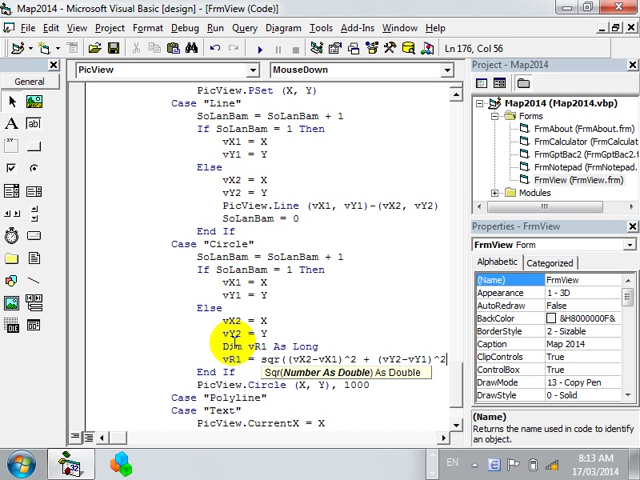 Map2014 - Microsoft Visual Basic [design] - [FrmView (Code)]
File Edit View Project Format Debug Run Query Diagram Tools Add-Ins Window Help
Ln 176, Col 56
General
PicView
MouseDown
PicView.PSet (X, Y)
Case "Line"
SoLanBam = SoLanBam + 1
If SoLanBam = 1 Then
vX1 = X
vY1 = Y
Else
vX2 = X
vY2 = Y
PicView.Line (vX1, vY1)-(vX2, vY2)
SoLanBam = 0
End If
Case "Circle"
SoLanBam = SoLanBam + 1
If SoLanBam = 1 Then
vX1 = X
vY1 = Y
Else
vX2 = X
vY2 = Y
Dim vR1 As Long
vR1 = sqr((vX2-vX1)^2 + (vY2-vY1)^2
End If
Sqr(Number As Double) As Double
PicView.Circle (X, Y), 1000
Case "Polyline"
Case "Text"
PicView.CurrentX = X
Project - Map2014
Map2014 (Map2014.vbp)
Forms
FrmAbout (FrmAbout.frm)
FrmCalculator (FrmCalculator.frm)
FrmGptBac2 (FrmGptBac2.frm)
FrmNotepad (FrmNotepad.frm)
FrmView (FrmView.frm)
Modules
Properties - FrmView
FrmView Form
Alphabetic Categorized
(Name) FrmView
Appearance 1 - 3D
AutoRedraw False
BackColor &H8000000F&
BorderStyle 2 - Sizable
Caption Map 2014
ClipControls True
ControlBox True
DrawMode 13 - Copy Pen
DrawStyle 0 - Solid
(Name)
Returns the name used in code to identify
an object.
EN
8:13 AM
17/03/2014